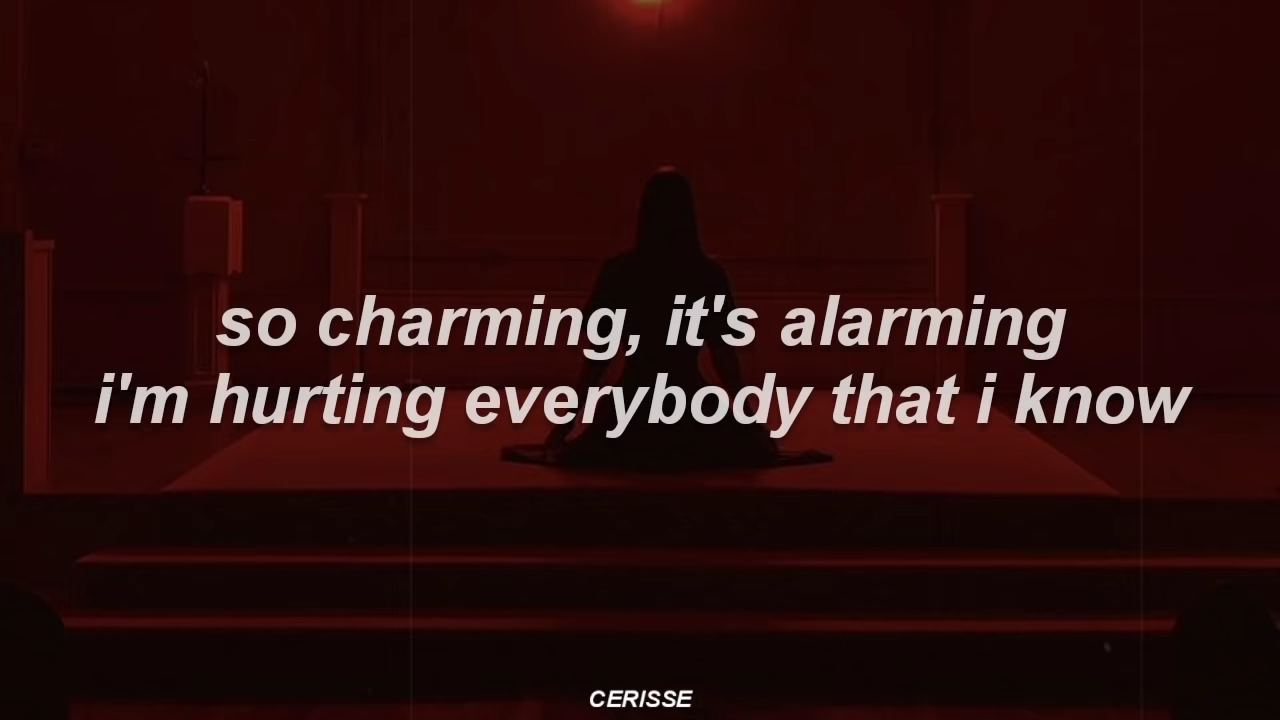 so charming, it's alarming
i'm hurting everybody that i know
CERISSE